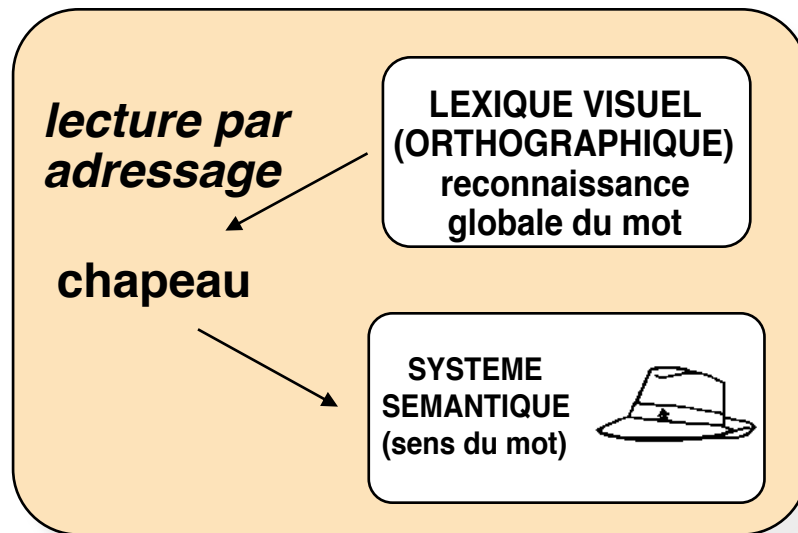 lecture par
adressage
LEXIQUE VISUEL
(ORTHOGRAPHIQUE)
reconnaissance
globale du mot
chapeau
SYSTEME
SEMANTIQUE
(sens du mot)